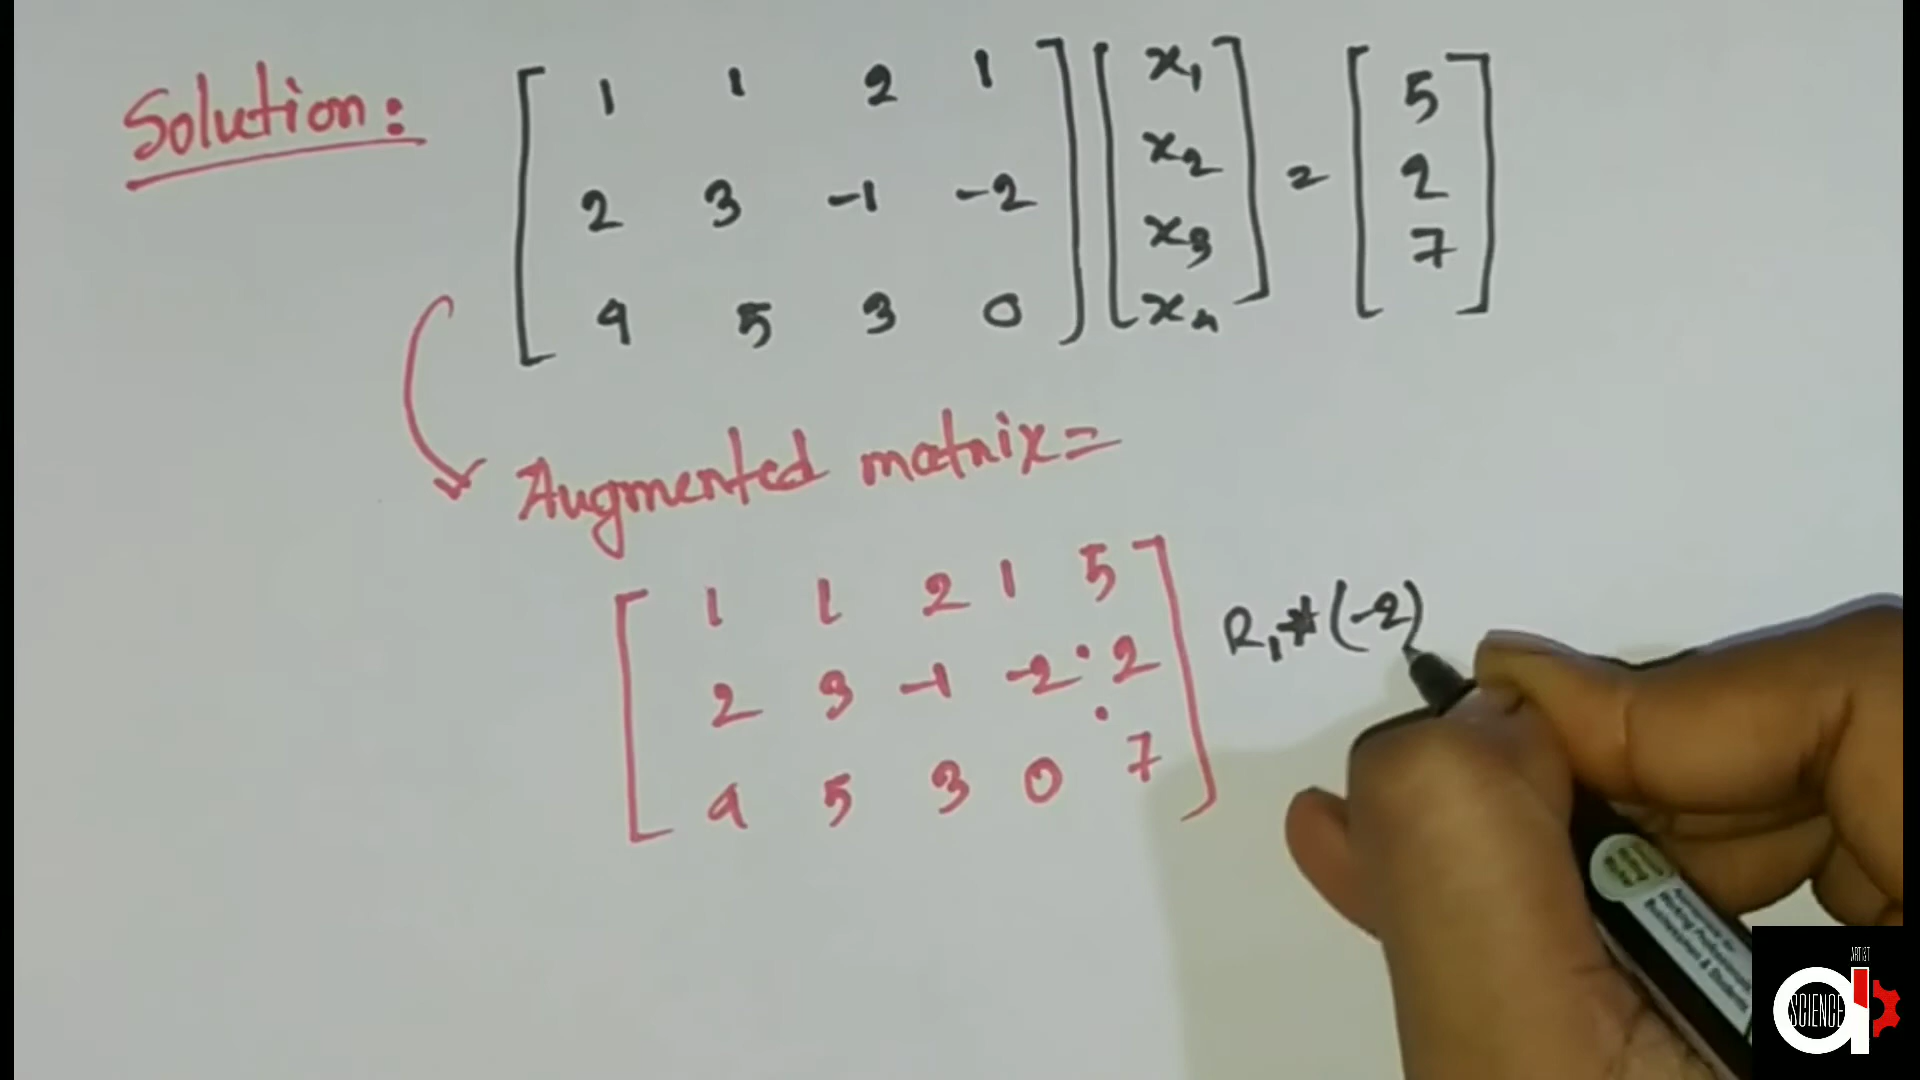 Solution:
1 1 2 1 x₁ 5
2 3 -1 -2 x₂ = 2
4 5 3 0 x₃ 7
x₄
Augmented matrix=
1 1 2 1 5 R₁*(-2)
2 3 -1 -2 : 2
4 5 3 0 7
ARTIST
SCIENCE